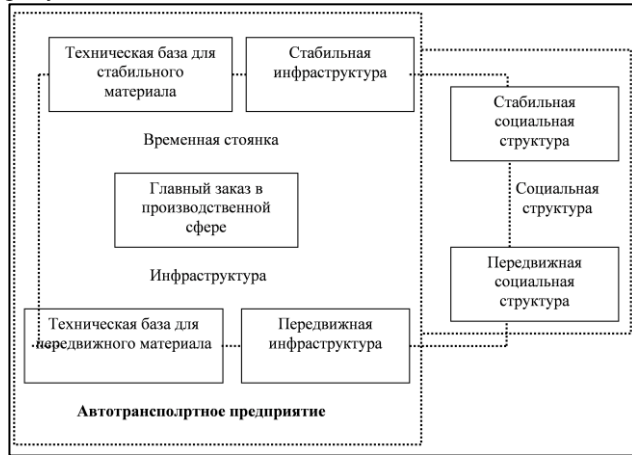 Техническая база для
стабильного
материала
Стабильная
инфраструктура
Стабильная
социальная
структура
Временная стоянка
Главный заказ в
производственной
сфере
Социальная
структура
Инфраструктура
Передвижная
социальная
структура
Техническая база для
передвижного материала
Передвижная
инфраструктура
Автотрансполртное предприятие